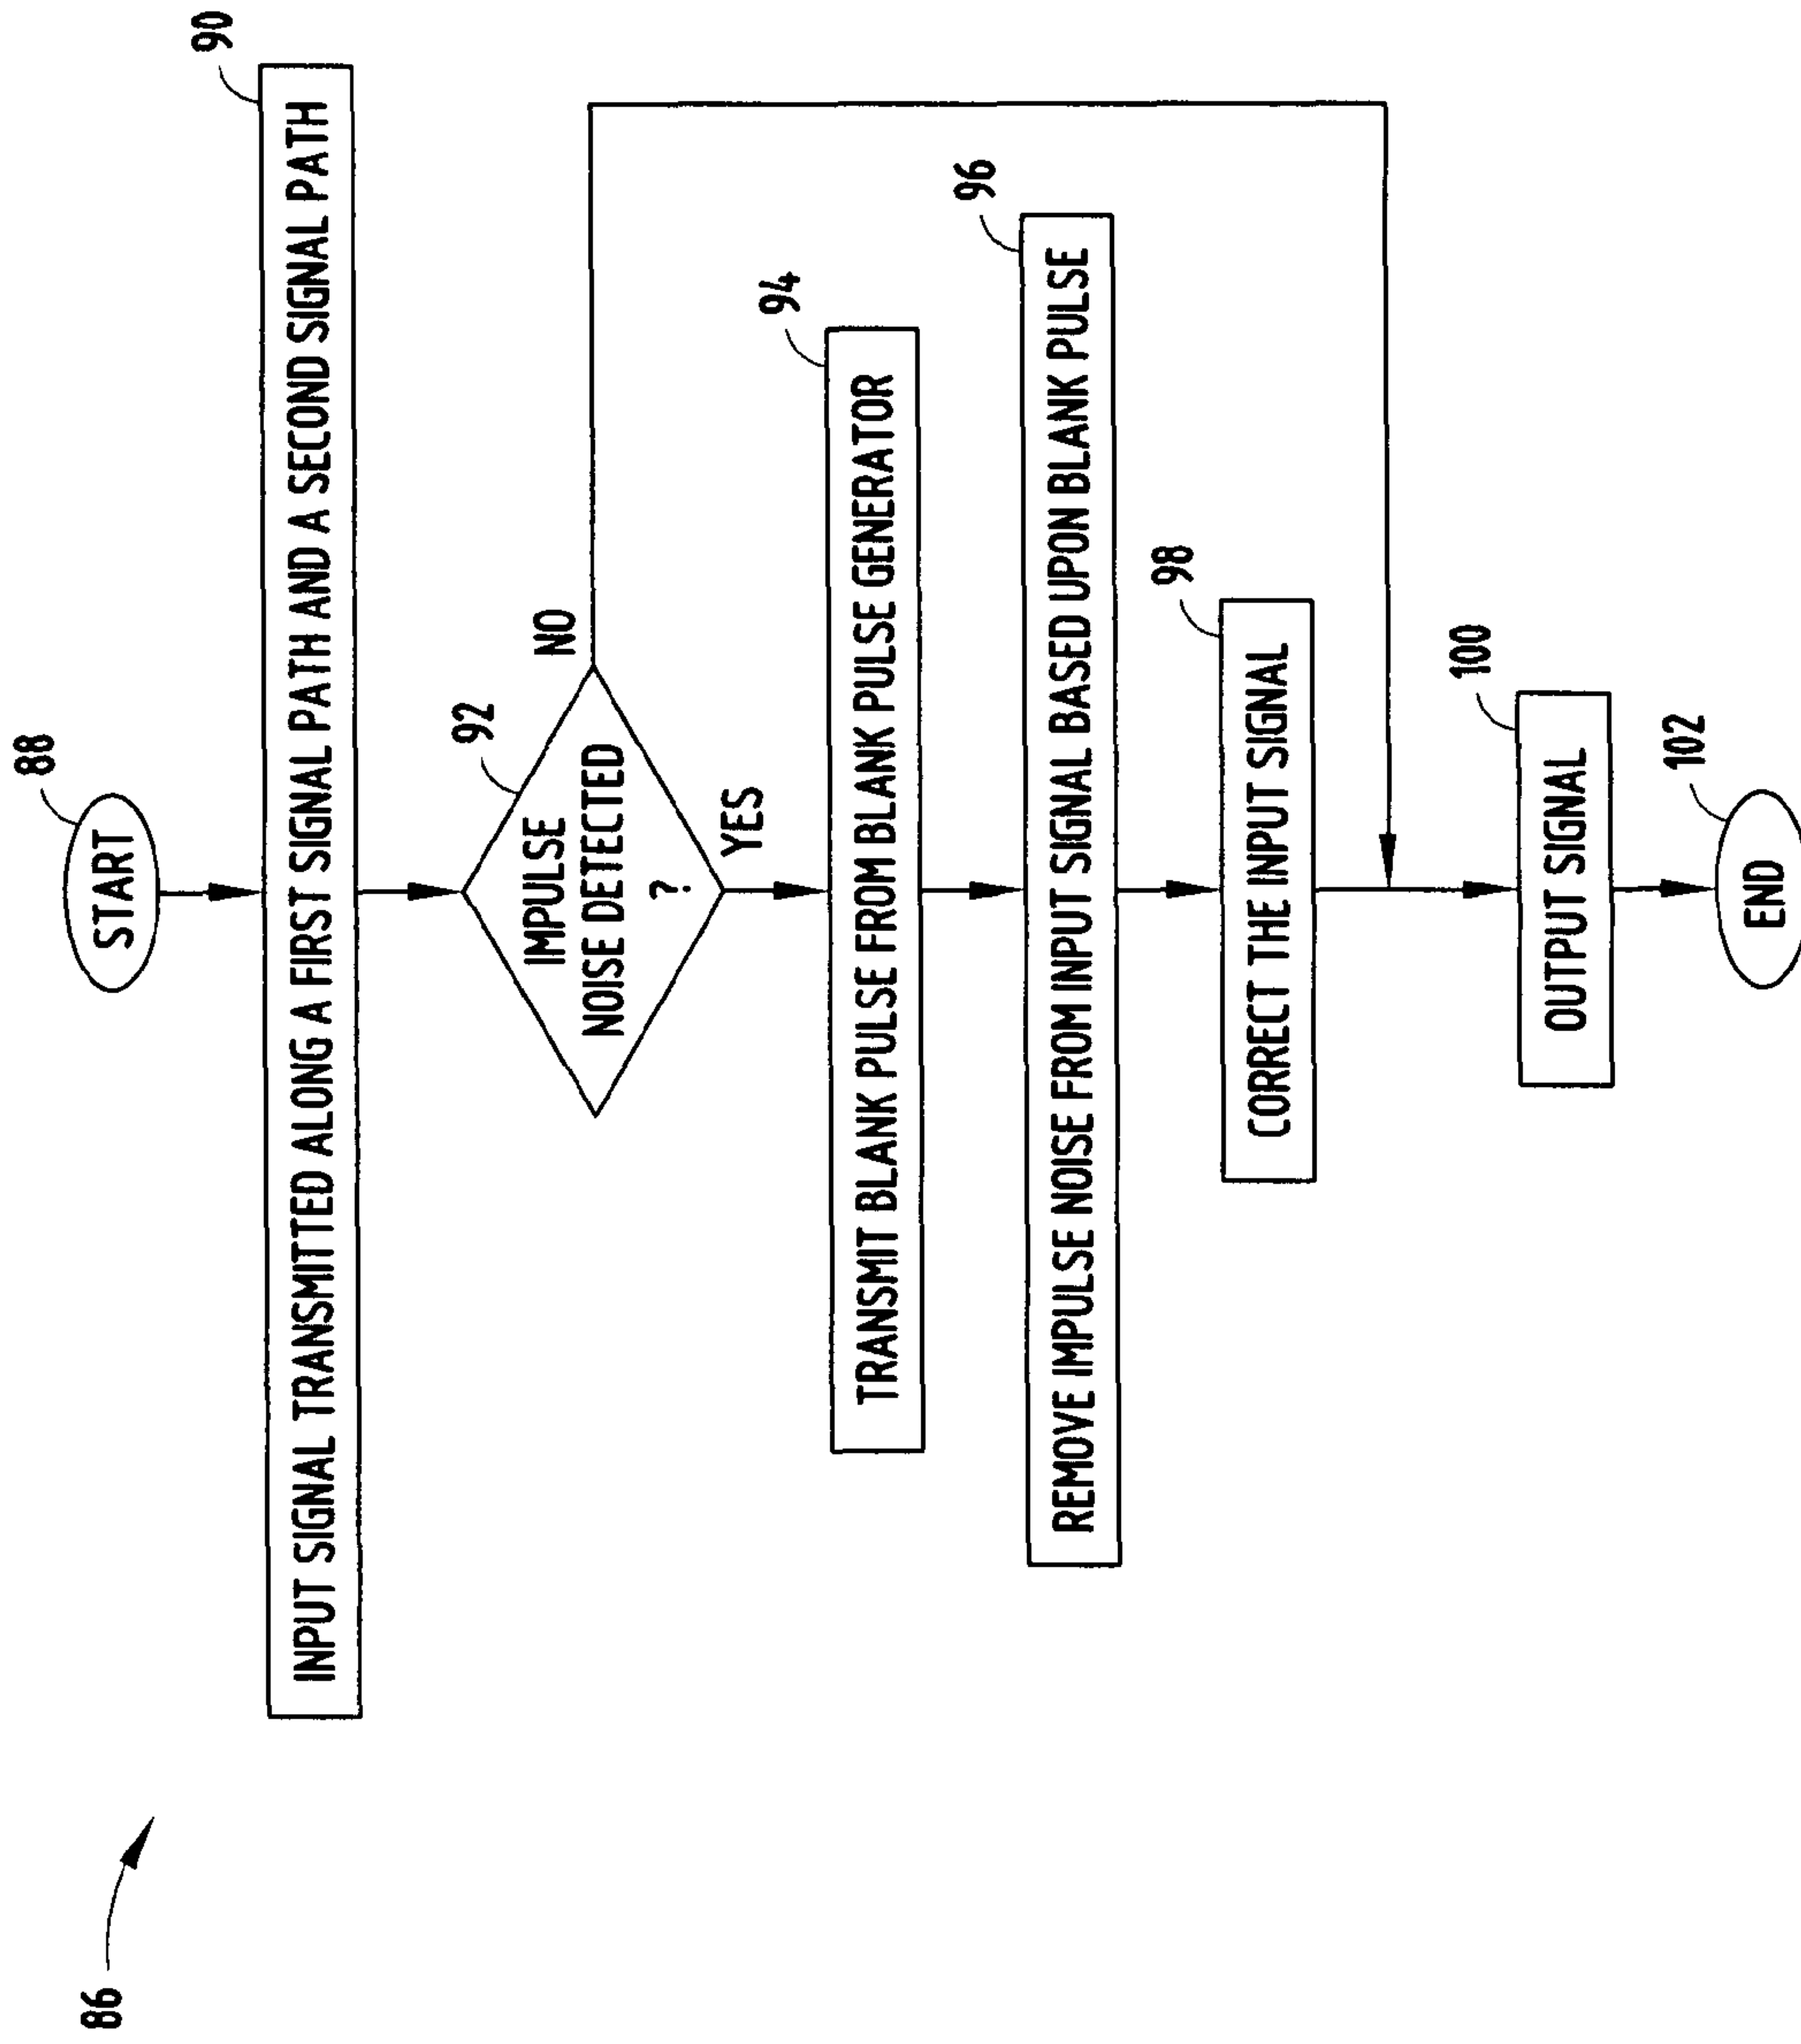 86
88
START
90
INPUT SIGNAL TRANSMITTED ALONG A FIRST SIGNAL PATH AND A SECOND SIGNAL PATH
92
IMPULSE
NOISE DETECTED
?
NO
YES
94
TRANSMIT BLANK PULSE FROM BLANK PULSE GENERATOR
96
REMOVE IMPULSE NOISE FROM INPUT SIGNAL BASED UPON BLANK PULSE
98
CORRECT THE INPUT SIGNAL
100
OUTPUT SIGNAL
102
END